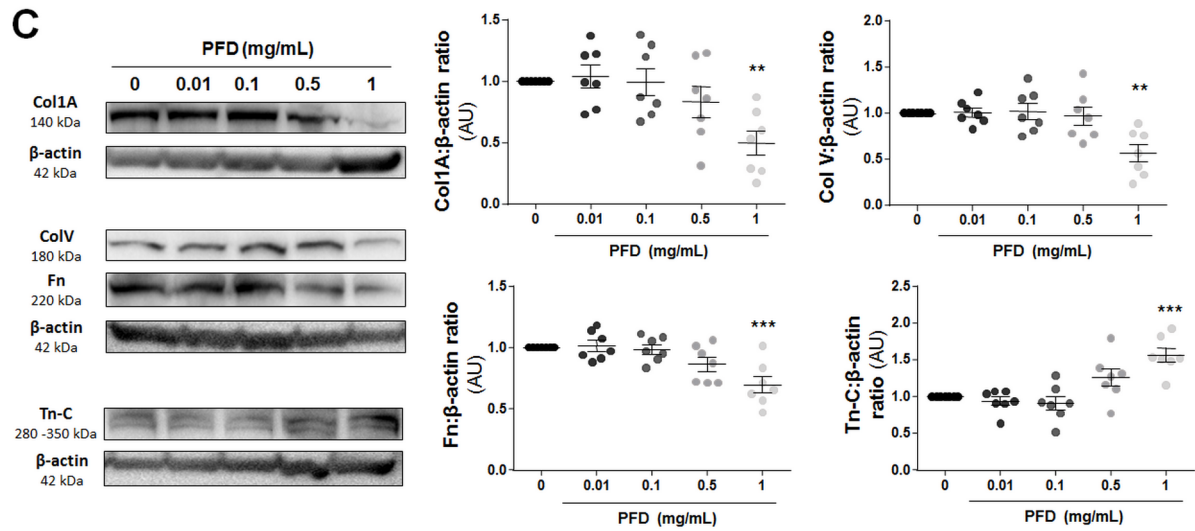 C
PFD (mg/mL)
0 0.01 0.1 0.5 1
Col1A
140 kDa
β-actin
42 kDa
ColV
180 kDa
Fn
220 kDa
β-actin
42 kDa
Tn-C
280 -350 kDa
β-actin
42 kDa
Col1A:β-actin ratio
(AU)
1.5
1.0
0.5
0.0
**
0 0.01 0.1 0.5 1
PFD (mg/mL)
Col V:β-actin ratio
(AU)
2.0
1.5
1.0
0.5
0.0
**
0 0.01 0.1 0.5 1
PFD (mg/mL)
Fn:β-actin ratio
(AU)
1.5
1.0
0.5
0.0
***
0 0.01 0.1 0.5 1
PFD (mg/mL)
Tn-C:β-actin
ratio (AU)
2.5
2.0
1.5
1.0
0.5
0.0
***
0 0.01 0.1 0.5 1
PFD (mg/mL)